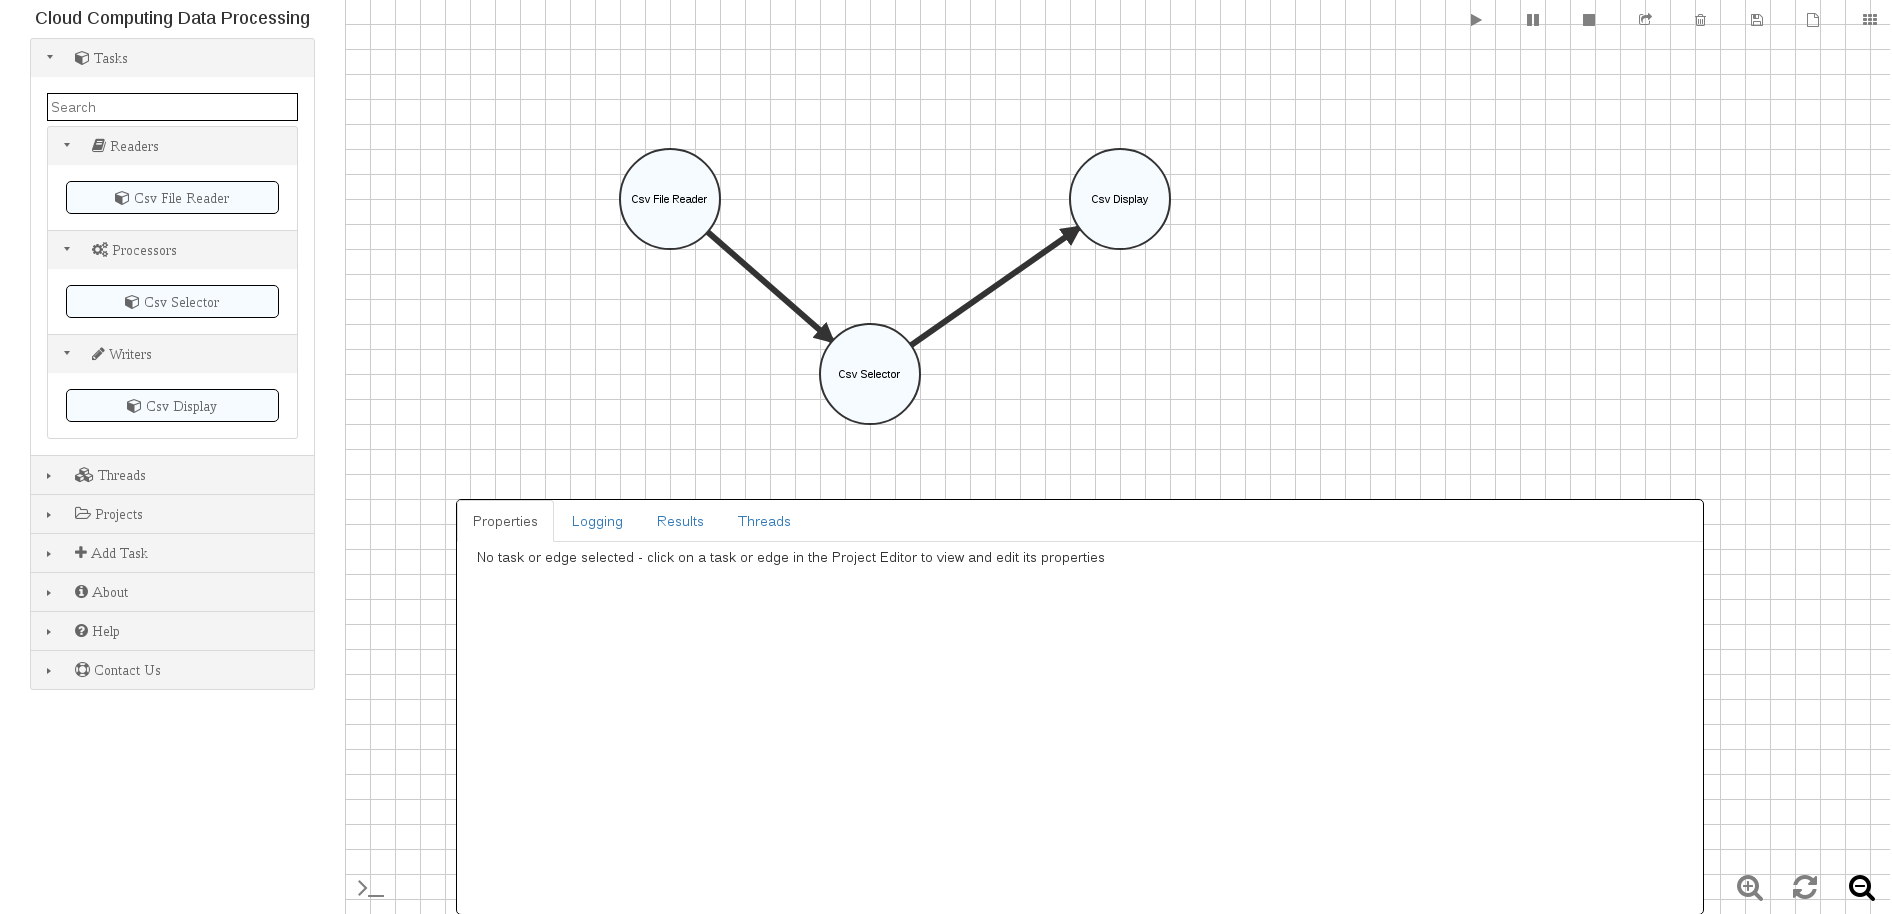 Cloud Computing Data Processing
Tasks
Search
Readers
Csv File Reader
Processors
Csv Selector
Writers
Csv Display
Threads
Projects
Add Task
About
Help
Contact Us
Csv File Reader
Csv Display
Csv Selector
Properties Logging Results Threads
No task or edge selected - click on a task or edge in the Project Editor to view and edit its properties